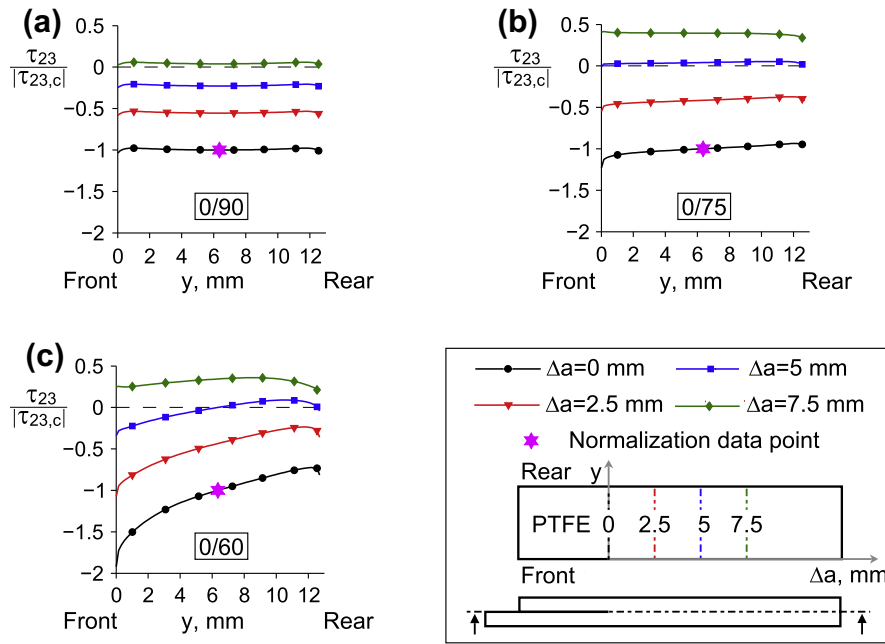 (a)
τ23
|τ23,c|
0.5
0
−0.5
−1
−1.5
−2
0/90
0 2 4 6 8 10 12
Front y, mm Rear
(b)
τ23
|τ23,c|
0.5
0
−0.5
−1
−1.5
−2
0/75
0 2 4 6 8 10 12
Front y, mm Rear
(c)
τ23
|τ23,c|
0.5
0
−0.5
−1
−1.5
−2
0/60
0 2 4 6 8 10 12
Front y, mm Rear
Δa=0 mm Δa=5 mm
Δa=2.5 mm Δa=7.5 mm
Normalization data point
Rear y
PTFE 0 2.5 5 7.5
Front Δa, mm